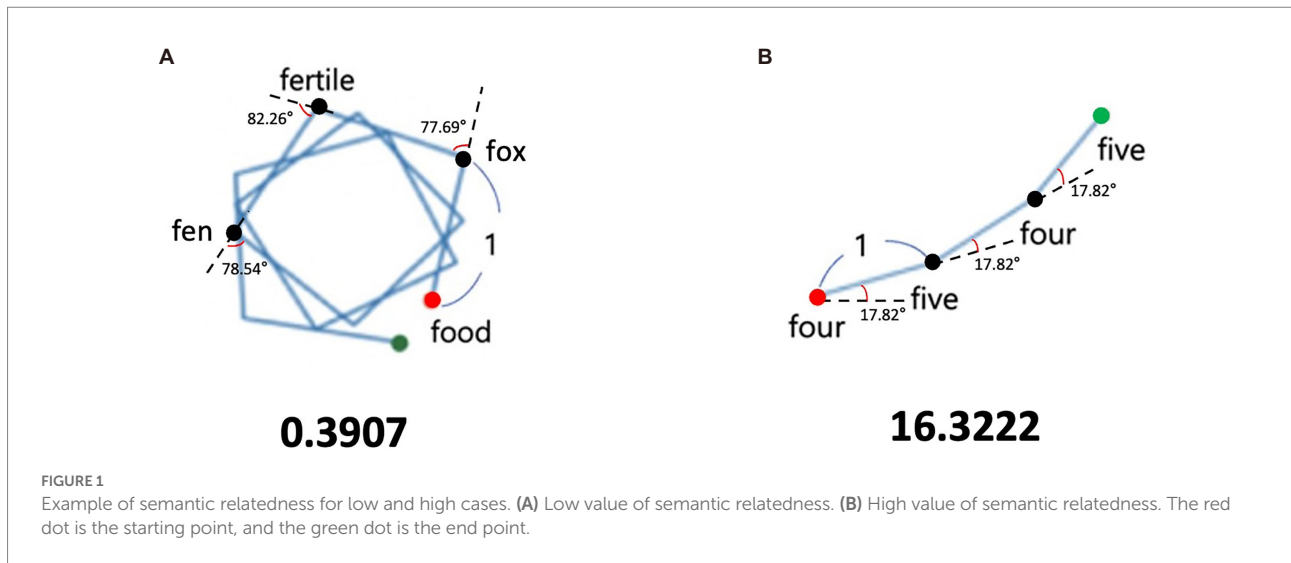 A
fertile
82.26°
77.69°
fox
fen
78.54°
1
food
0.3907
B
five
17.82°
four
17.82°
1
five
17.82°
four
16.3222
FIGURE 1
Example of semantic relatedness for low and high cases. (A) Low value of semantic relatedness. (B) High value of semantic relatedness. The red
dot is the starting point, and the green dot is the end point.